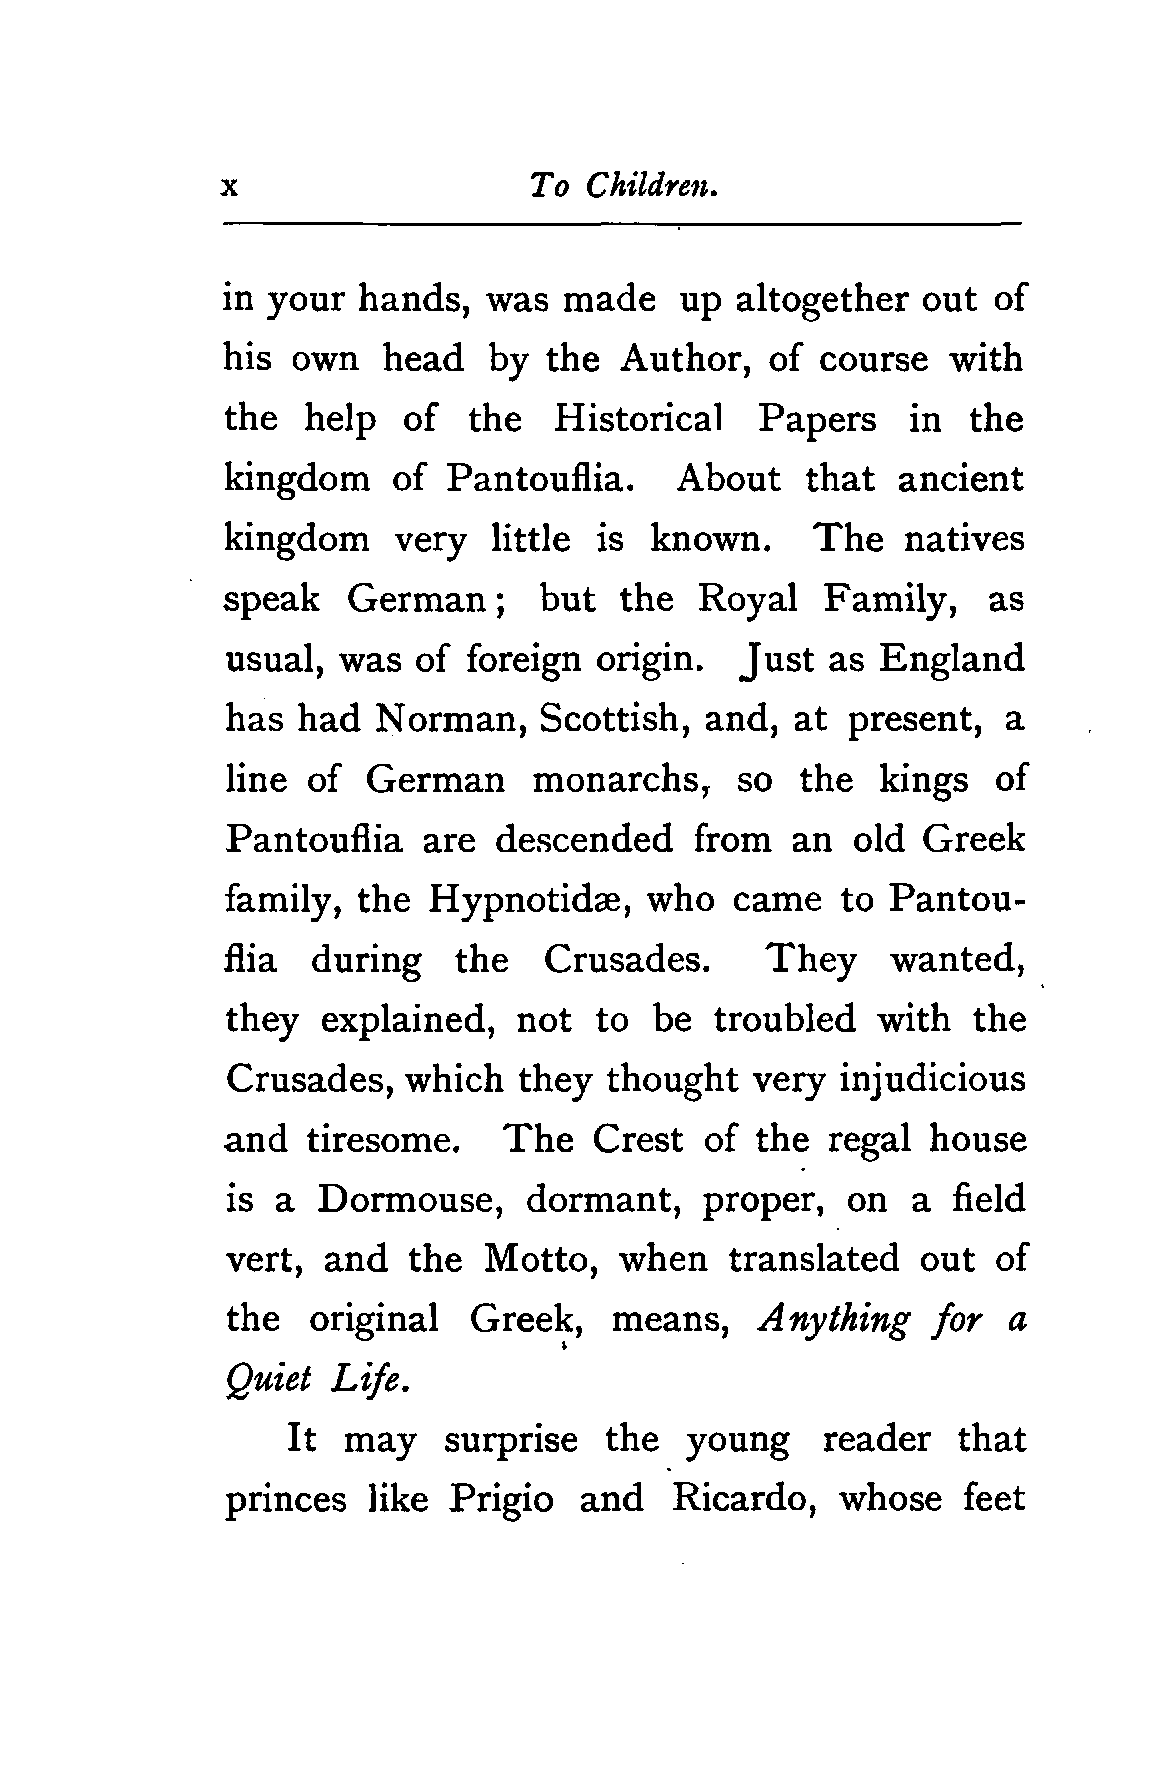 x To Children.
in your hands, was made up altogether out of
his own head by the Author, of course with
the help of the Historical Papers in the
kingdom of Pantouflia. About that ancient
kingdom very little is known. The natives
speak German ; but the Royal Family, as
usual, was of foreign origin. Just as England
has had Norman, Scottish, and, at present, a
line of German monarchs, so the kings of
Pantouflia are descended from an old Greek
family, the Hypnotidæ, who came to Pantou-
flia during the Crusades. They wanted,
they explained, not to be troubled with the
Crusades, which they thought very injudicious
and tiresome. The Crest of the regal house
is a Dormouse, dormant, proper, on a field
vert, and the Motto, when translated out of
the original Greek, means, Anything for a
Quiet Life.
It may surprise the young reader that
princes like Prigio and Ricardo, whose feet